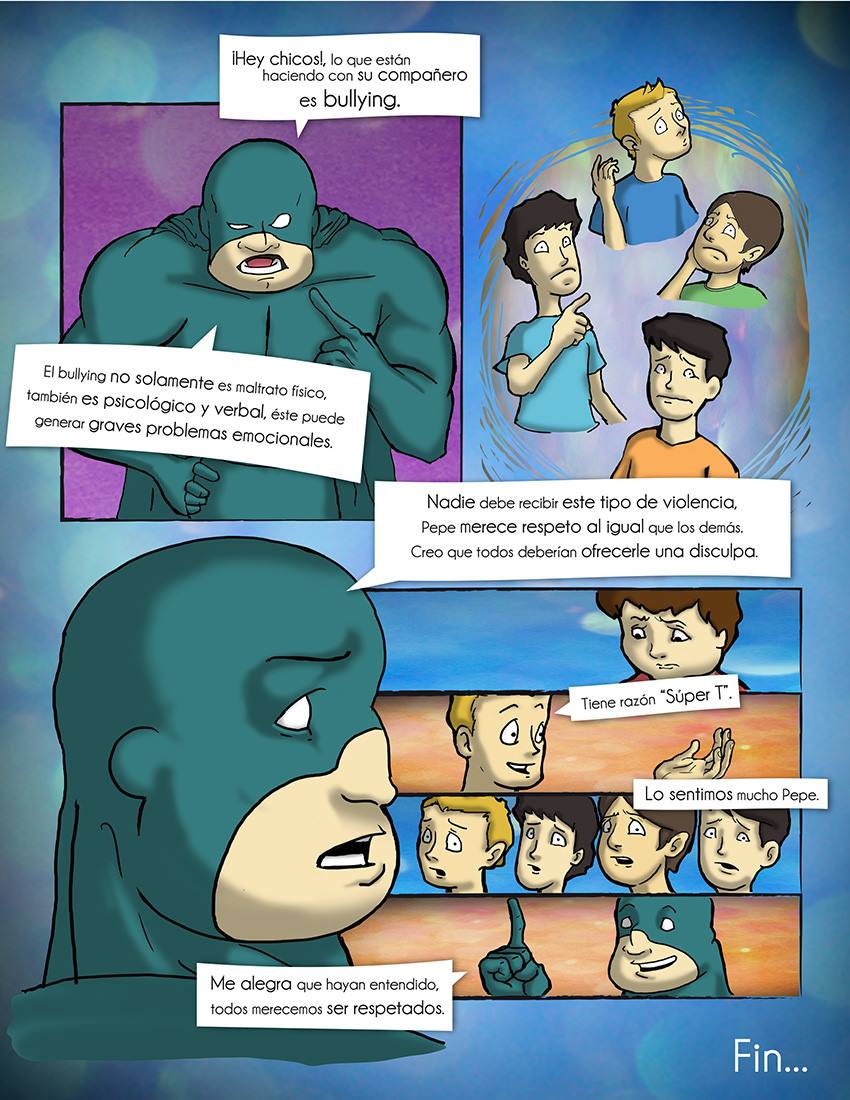 ¡Hey chicos!, lo que están
haciendo con su compañero
es bullying.
El bullying no solamente es maltrato físico,
también es psicológico y verbal, éste puede
generar graves problemas emocionales.
Nadie debe recibir este tipo de violencia,
Pepe merece respeto al igual que los demás.
Creo que todos deberían ofrecerle una disculpa.
Tiene razón “Súper T”.
Lo sentimos mucho Pepe.
Me alegra que hayan entendido,
todos merecemos ser respetados.
Fin...